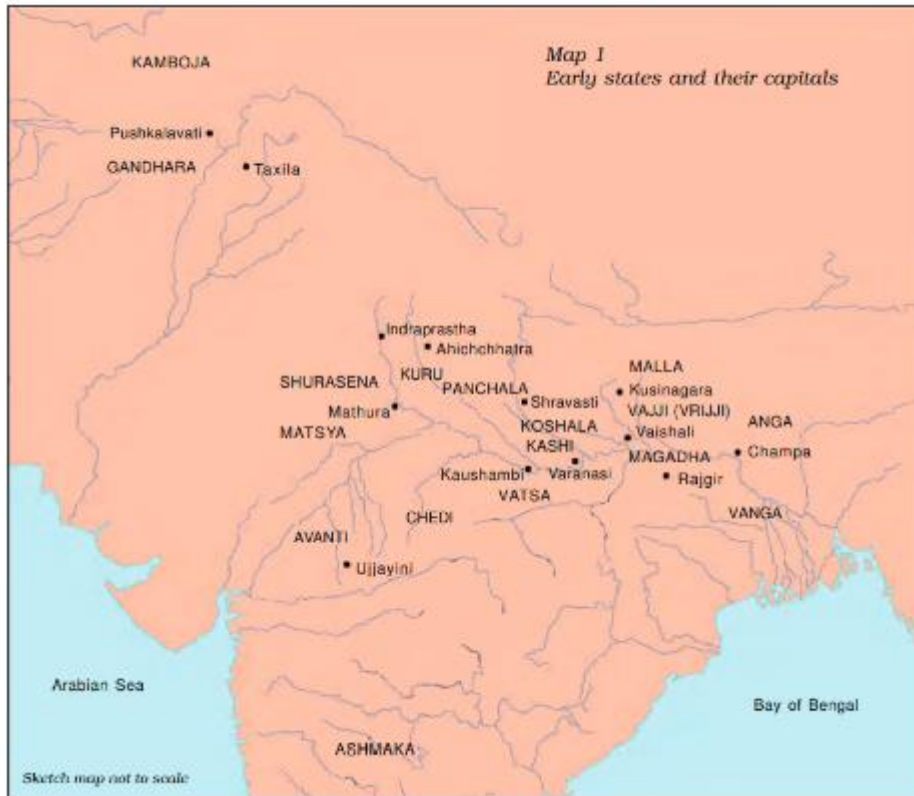 Map 1
Early states and their capitals
KAMBOJA
Pushkalavati
GANDHARA
Taxila
Indraprastha
Ahichchhatra
MALLA
KURU
SHURASENA
PANCHALA
Kusinagara
Shravasti
Mathura
VAJJI (VRIJJI)
ANGA
KOSHALA
MATSYA
Vaishali
KASHI
Champa
MAGADHA
Kaushambi
Varanasi
Rajgir
VATSA
VANGA
CHEDI
AVANTI
Ujjayini
Arabian Sea
Bay of Bengal
ASHMAKA
Sketch map not to scale